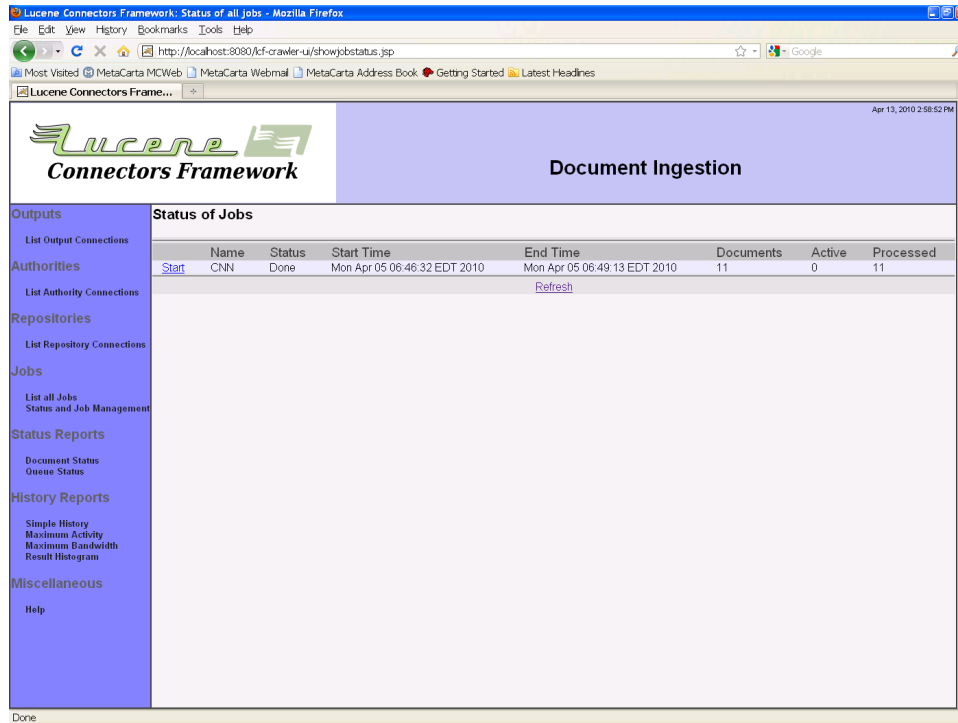 Lucene Connectors Framework: Status of all jobs - Mozilla Firefox
File Edit View History Bookmarks Tools Help
http://localhost:8080/lcf-crawler-ui/showjobstatus.jsp Google
Most Visited MetaCarta MCWeb MetaCarta Webmail MetaCarta Address Book Getting Started Latest Headlines
Lucene Connectors Frame...
Apr 13, 2010 2:58:52 PM
Lucene
Connectors Framework
Document Ingestion
Outputs
List Output Connections
Authorities
List Authority Connections
Repositories
List Repository Connections
Jobs
List all Jobs
Status and Job Management
Status Reports
Document Status
Queue Status
History Reports
Simple History
Maximum Activity
Maximum Bandwidth
Result Histogram
Miscellaneous
Help
Status of Jobs
Name Status Start Time End Time Documents Active Processed
Start CNN Done Mon Apr 05 06:46:32 EDT 2010 Mon Apr 05 06:49:13 EDT 2010 11 0 11
Refresh
Done